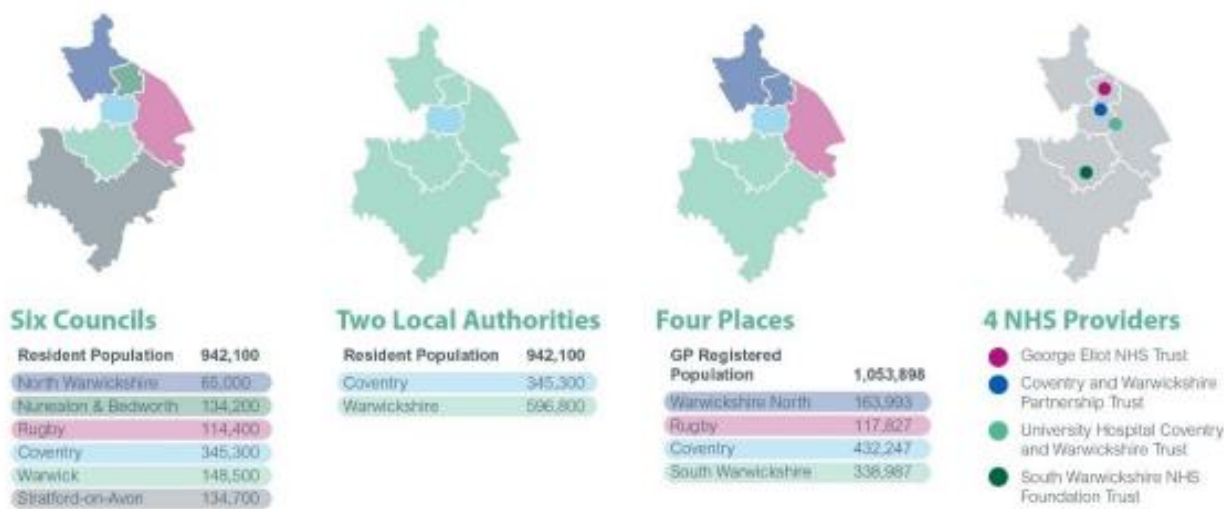 Six Councils
Resident Population 942,100
North Warwickshire 65,000
Nuneaton & Bedworth 134,200
Rugby 114,400
Coventry 345,300
Warwick 148,500
Stratford-on-Avon 134,700
Two Local Authorities
Resident Population 942,100
Coventry 345,300
Warwickshire 596,800
Four Places
GP Registered
Population 1,053,898
Warwickshire North 163,993
Rugby 117,827
Coventry 432,247
South Warwickshire 338,987
4 NHS Providers
George Eliot NHS Trust
Coventry and Warwickshire
Partnership Trust
University Hospital Coventry
and Warwickshire Trust
South Warwickshire NHS
Foundation Trust